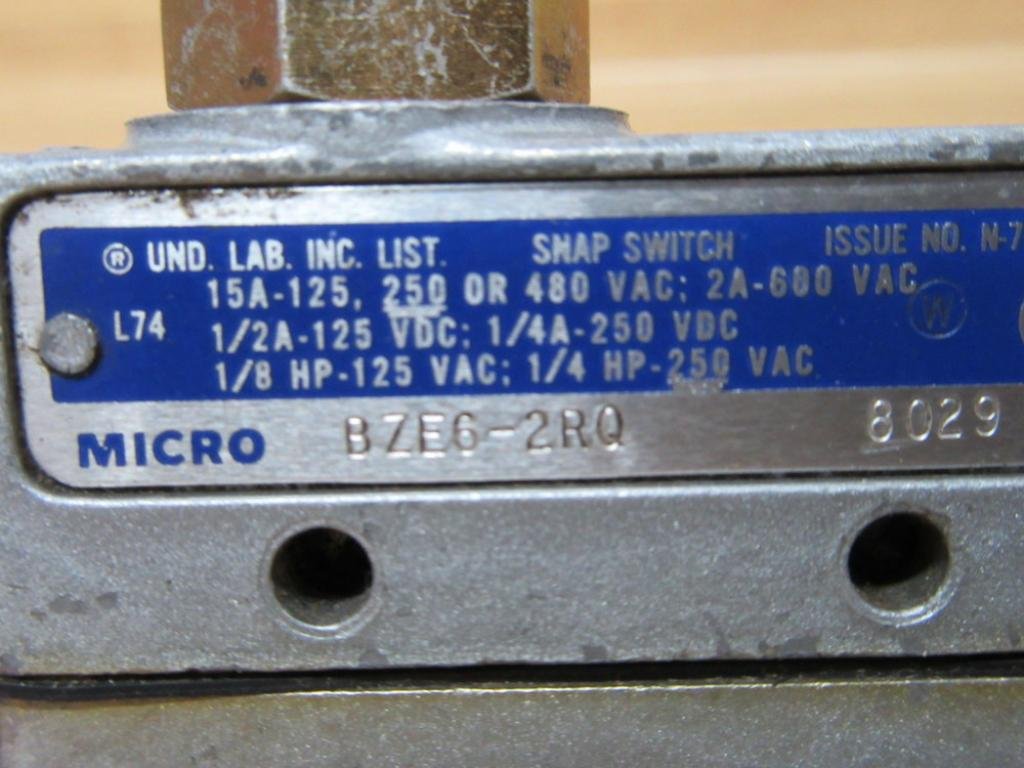 ® UND. LAB. INC. LIST. SNAP SWITCH ISSUE NO. N-7
15A-125, 250 OR 480 VAC; 2A-600 VAC
L74 1/2A-125 VDC; 1/4A-250 VDC
W
1/8 HP-125 VAC; 1/4 HP-250 VAC
MICRO BZE6-2RQ 8029